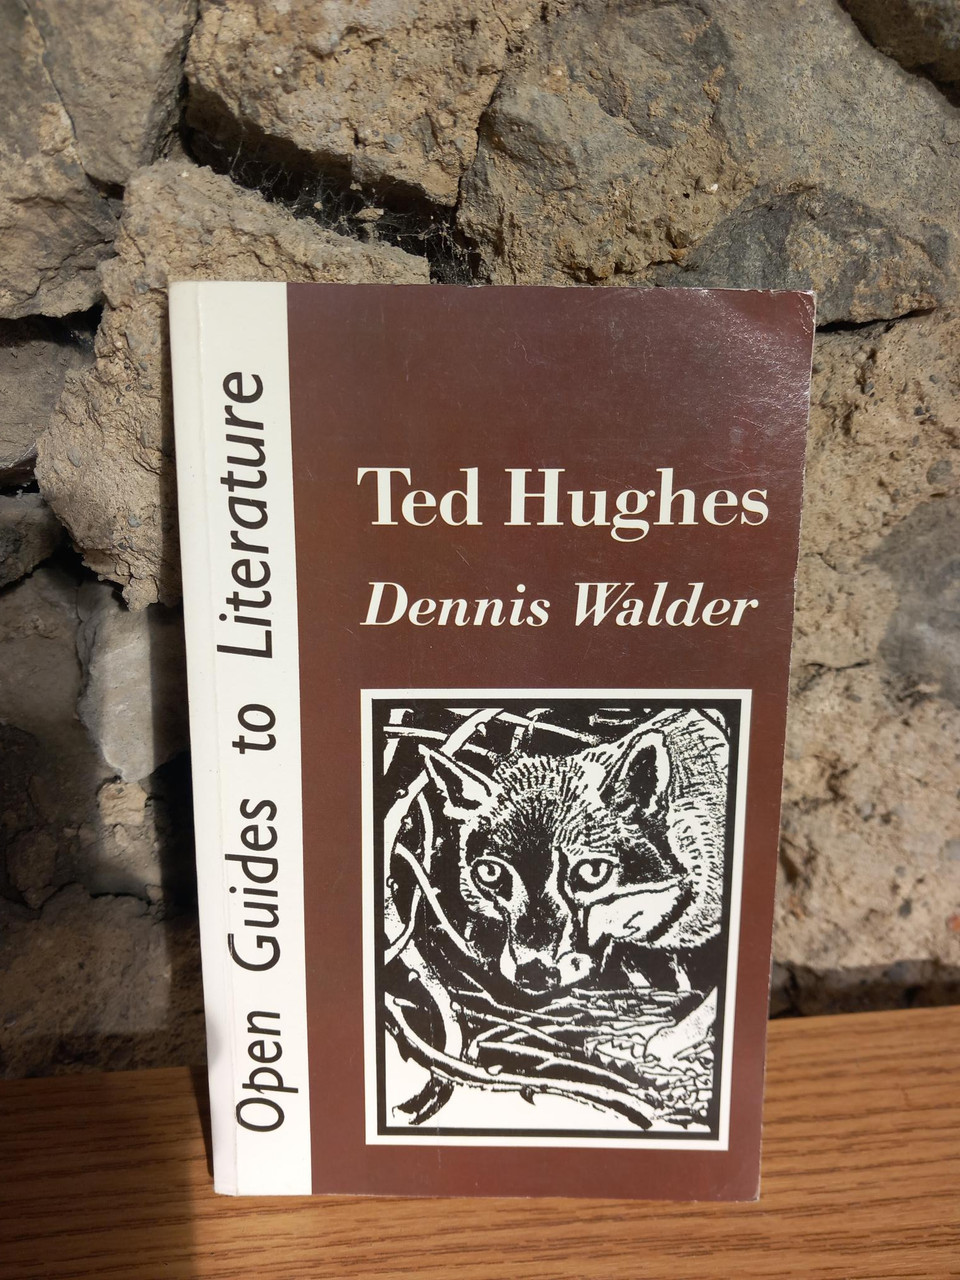 Open Guides to Literature
Ted Hughes
Dennis Walder